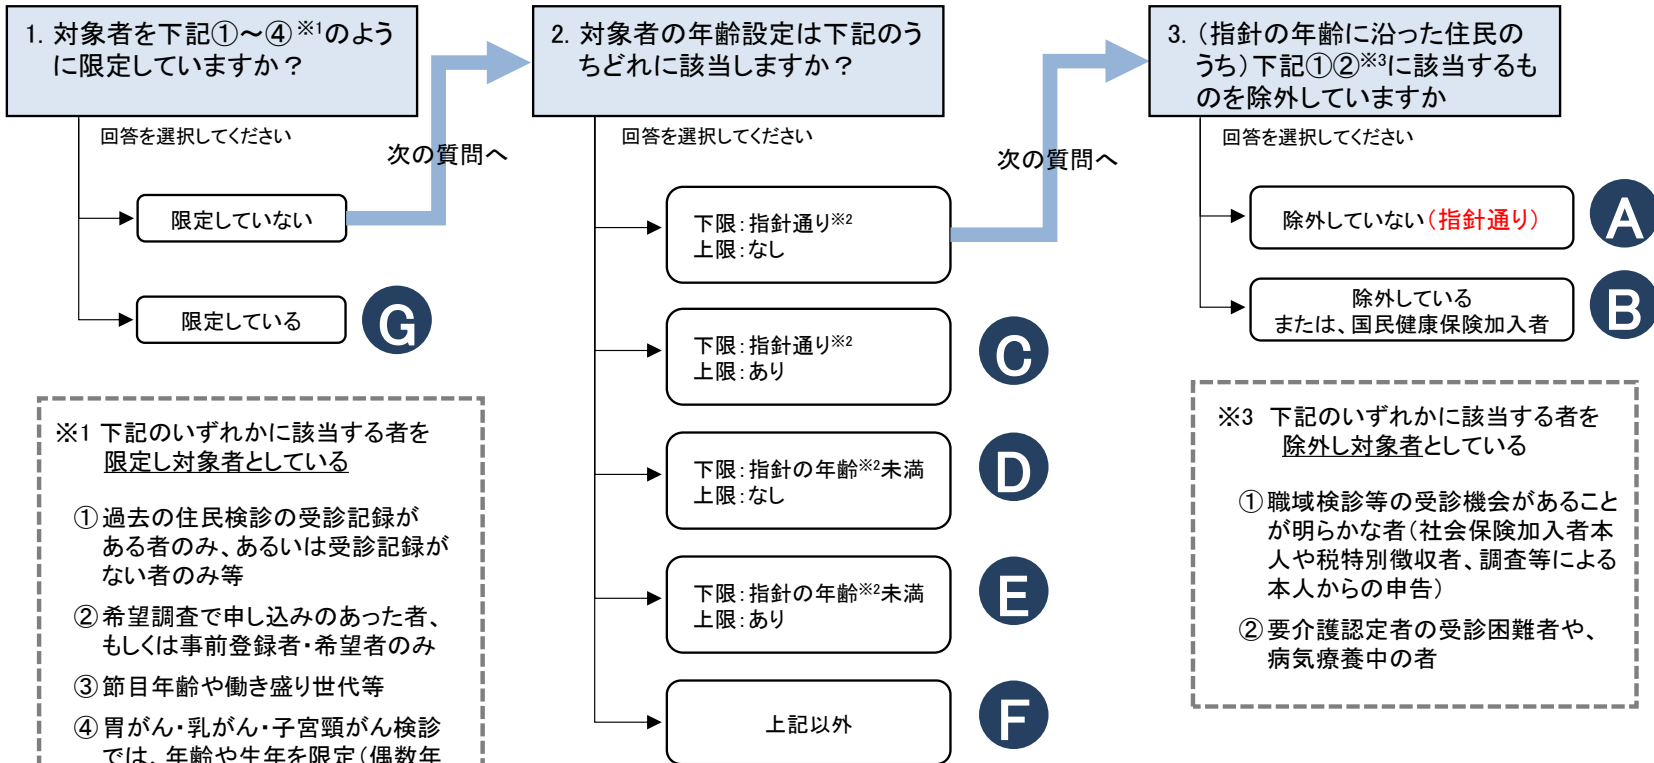 1. 対象者を下記①～④※1のよう
に限定していますか？
回答を選択してください
次の質問へ
限定していない
限定している
G
※1 下記のいずれかに該当する者を
限定し対象者としている
①過去の住民検診の受診記録が
ある者のみ、あるいは受診記録が
ない者のみ等
②希望調査で申し込みのあった者、
もしくは事前登録者・希望者のみ
③節目年齢や働き盛り世代等
④胃がん・乳がん・子宮頸がん検診
では、年齢や生年を限定（偶数年
2. 対象者の年齢設定は下記のう
ちどれに該当しますか？
回答を選択してください
次の質問へ
下限：指針通り※2
上限：なし
下限：指針通り※2
上限：あり
C
下限：指針の年齢※2未満
上限：なし
D
下限：指針の年齢※2未満
上限：あり
E
上記以外
F
3.（指針の年齢に沿った住民の
うち）下記①②※3に該当するも
のを除外していますか
回答を選択してください
除外していない（指針通り）
A
除外している
または、国民健康保険加入者
B
※3 下記のいずれかに該当する者を
除外し対象者としている
①職域検診等の受診機会があること
が明らかな者（社会保険加入者本
人や税特別徴収者、調査等による
本人からの申告）
②要介護認定者の受診困難者や、
病気療養中の者